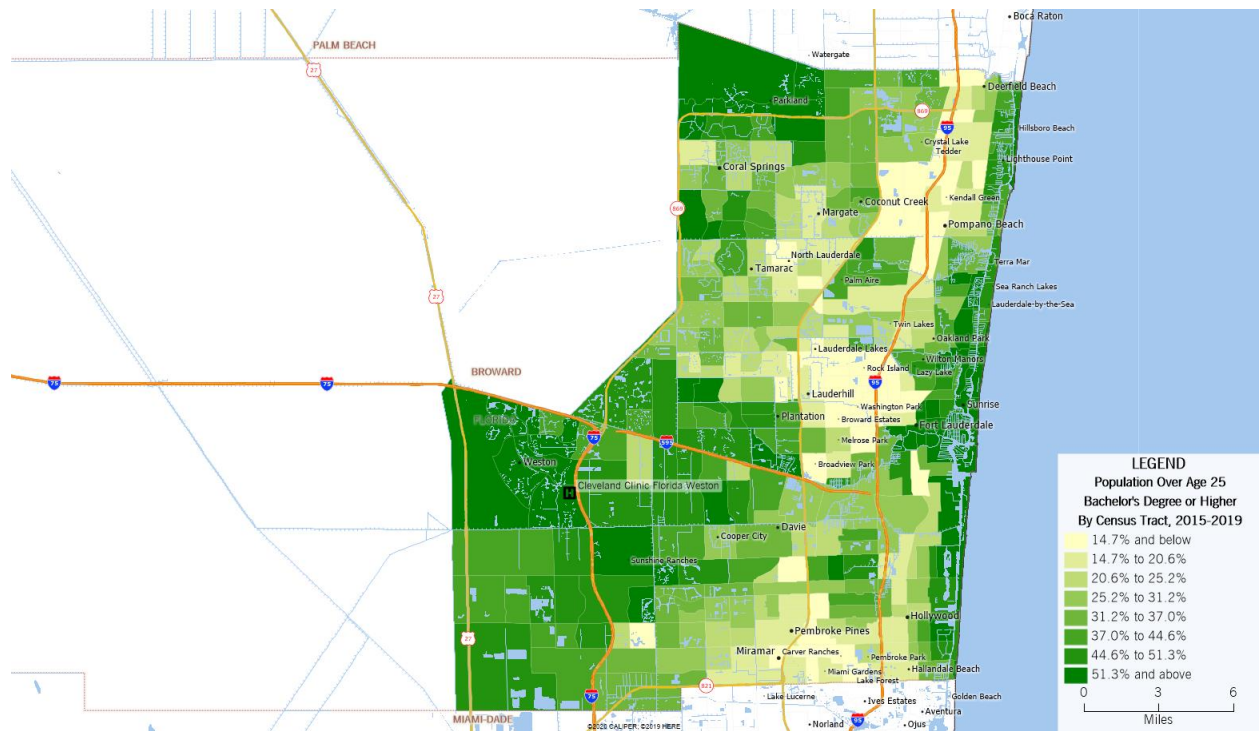 Boca Raton
PALM BEACH
Watergate
27
Deerfield Beach
Parkland
869
95
Hillsboro Beach
Crystal Lake
Tedder
Lighthouse Point
Coral Springs
Kendall Green
869
Coconut Creek
Margate
Pompano Beach
North Lauderdale
Terra Mar
Tamarac
Palm Aire
Sea Ranch Lakes
27
Lauderdale-by-the-Sea
Twin Lakes
Oakland Park
Lauderdale Lakes
Wilton Manors
BROWARD
Rock Island
Lazy Lake
75
75
95
Lauderhill
Washington Park
Sunrise
Plantation
Broward Estates
FLORIDA
Fort Lauderdale
75
595
Melrose Park
Weston
Broadview Park
Cleveland Clinic Florida Weston
H
Davie
Cooper City
Sunshine Ranches
Hollywood
Pembroke Pines
27
Miramar
Carver Ranches
Pembroke Park
Miami Gardens
Hallandale Beach
Lake Forest
821
75
Lake Lucerne
Golden Beach
Ives Estates
Aventura
MIAMI-DADE
95
Norland
Ojus
©2020 CALIPER; ©2019 HERE
LEGEND
Population Over Age 25
Bachelor's Degree or Higher
By Census Tract, 2015-2019
14.7% and below
14.7% to 20.6%
20.6% to 25.2%
25.2% to 31.2%
31.2% to 37.0%
37.0% to 44.6%
44.6% to 51.3%
51.3% and above
0 3 6
Miles